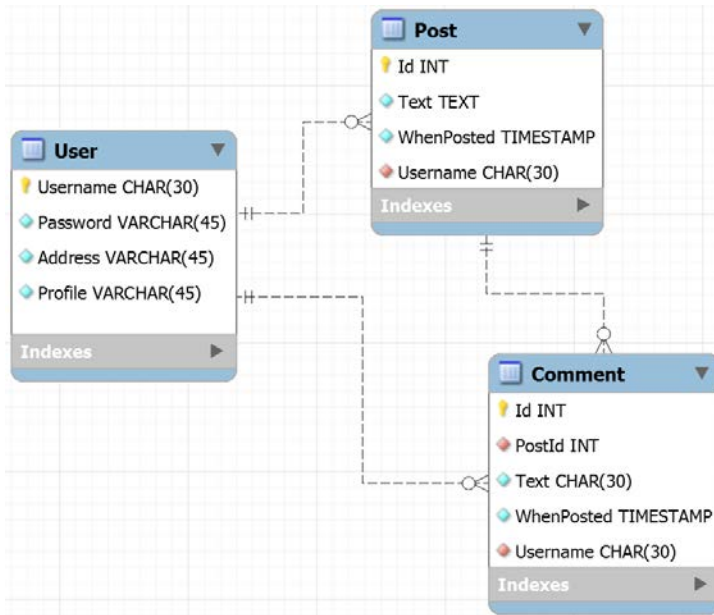 Post
Id INT
Text TEXT
WhenPosted TIMESTAMP
Username CHAR(30)
Indexes
User
Username CHAR(30)
Password VARCHAR(45)
Address VARCHAR(45)
Profile VARCHAR(45)
Indexes
Comment
Id INT
PostId INT
Text CHAR(30)
WhenPosted TIMESTAMP
Username CHAR(30)
Indexes